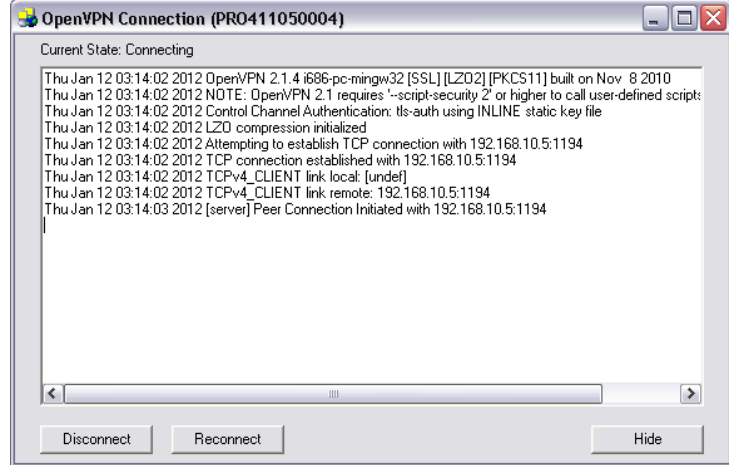 OpenVPN Connection (PRO411050004)
Current State: Connecting
Thu Jan 12 03:14:02 2012 OpenVPN 2.1.4 i686-pc-mingw32 [SSL] [LZO2] [PKCS11] built on Nov  8 2010
Thu Jan 12 03:14:02 2012 NOTE: OpenVPN 2.1 requires '--script-security 2' or higher to call user-defined scripts
Thu Jan 12 03:14:02 2012 Control Channel Authentication: tls-auth using INLINE static key file
Thu Jan 12 03:14:02 2012 LZO compression initialized
Thu Jan 12 03:14:02 2012 Attempting to establish TCP connection with 192.168.10.5:1194
Thu Jan 12 03:14:02 2012 TCP connection established with 192.168.10.5:1194
Thu Jan 12 03:14:02 2012 TCPv4_CLIENT link local: [undef]
Thu Jan 12 03:14:02 2012 TCPv4_CLIENT link remote: 192.168.10.5:1194
Thu Jan 12 03:14:03 2012 [server] Peer Connection Initiated with 192.168.10.5:1194
Disconnect Reconnect Hide